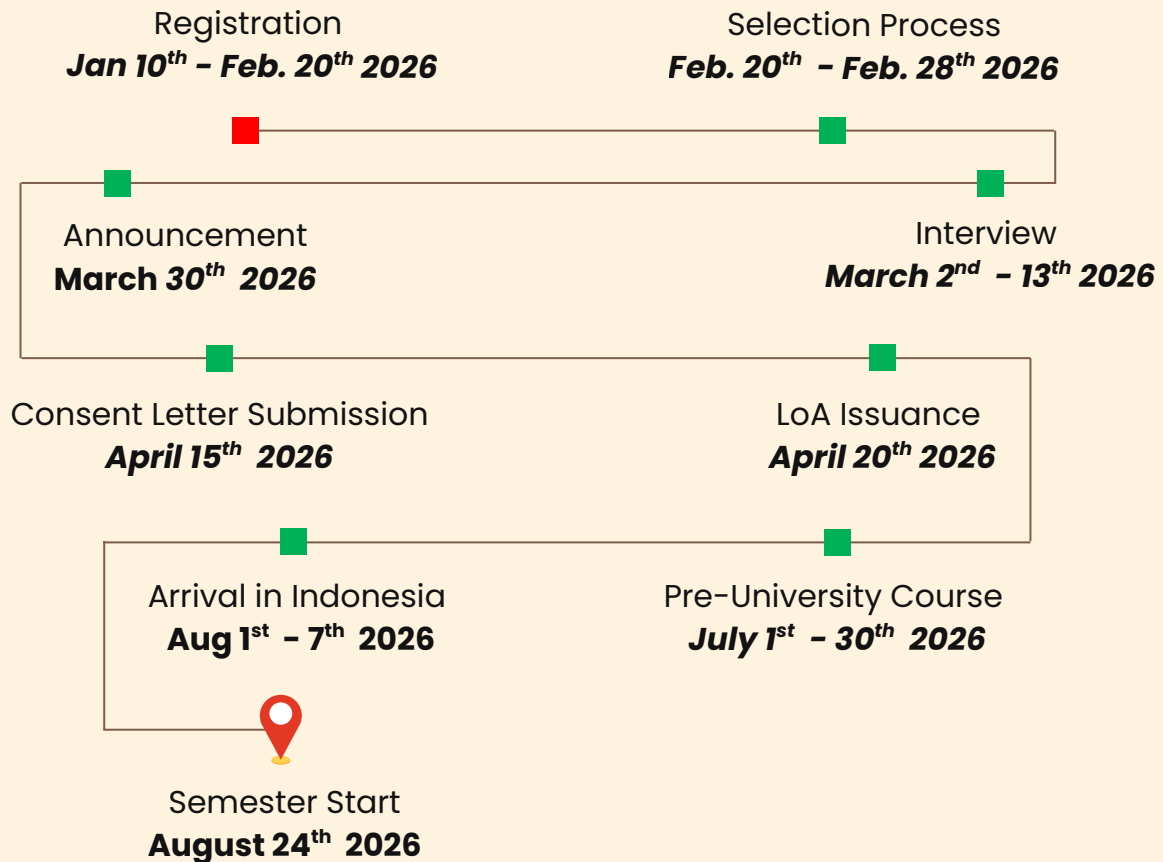 Registration
Jan 10th - Feb. 20th 2026
Selection Process
Feb. 20th - Feb. 28th 2026
Interview
March 2nd - 13th 2026
Announcement
March 30th 2026
Consent Letter Submission
April 15th 2026
LoA Issuance
April 20th 2026
Pre-University Course
July 1st - 30th 2026
Arrival in Indonesia
Aug 1st - 7th 2026
Semester Start
August 24th 2026